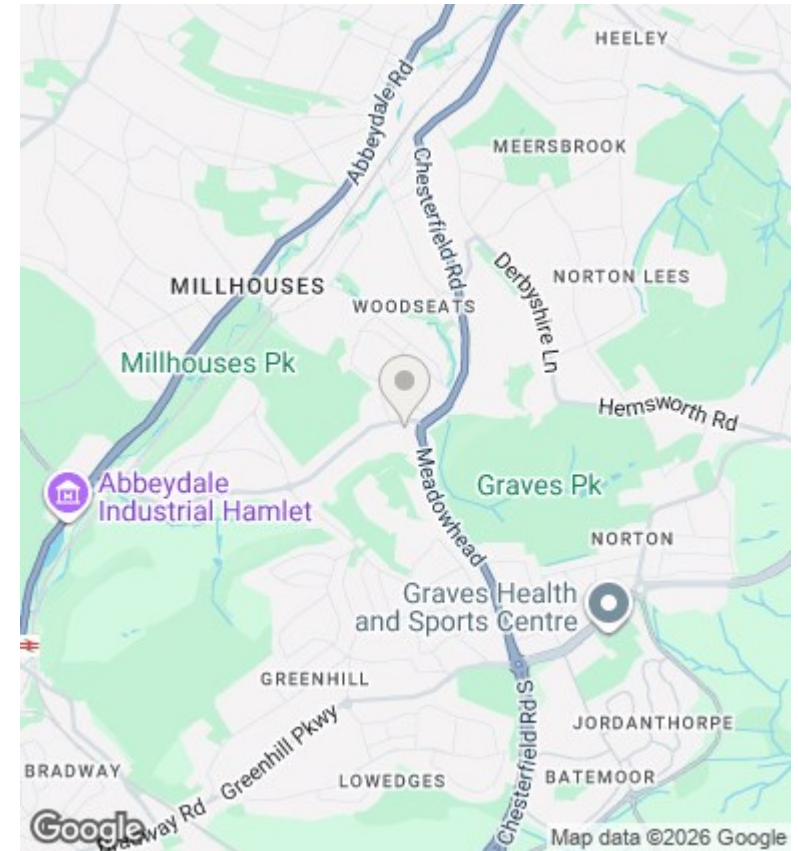 HEELEY
Abbeydale Rd
MEERSBROOK
Chesterfield Rd
Derbyshire Ln
NORTON LEES
MILLHOUSES
WOODSEATS
Millhouses Pk
Hemsworth Rd
Meadowhead
Graves Pk
Abbeydale
Industrial Hamlet
NORTON
Graves Health
and Sports Centre
GREENHILL
Chesterfield Rd S
JORDANTHORPE
Greenhill Pkwy
BRADWAY
LOWEDGES
BATEMOOR
Bradway Rd
Google
Map data ©2026 Google